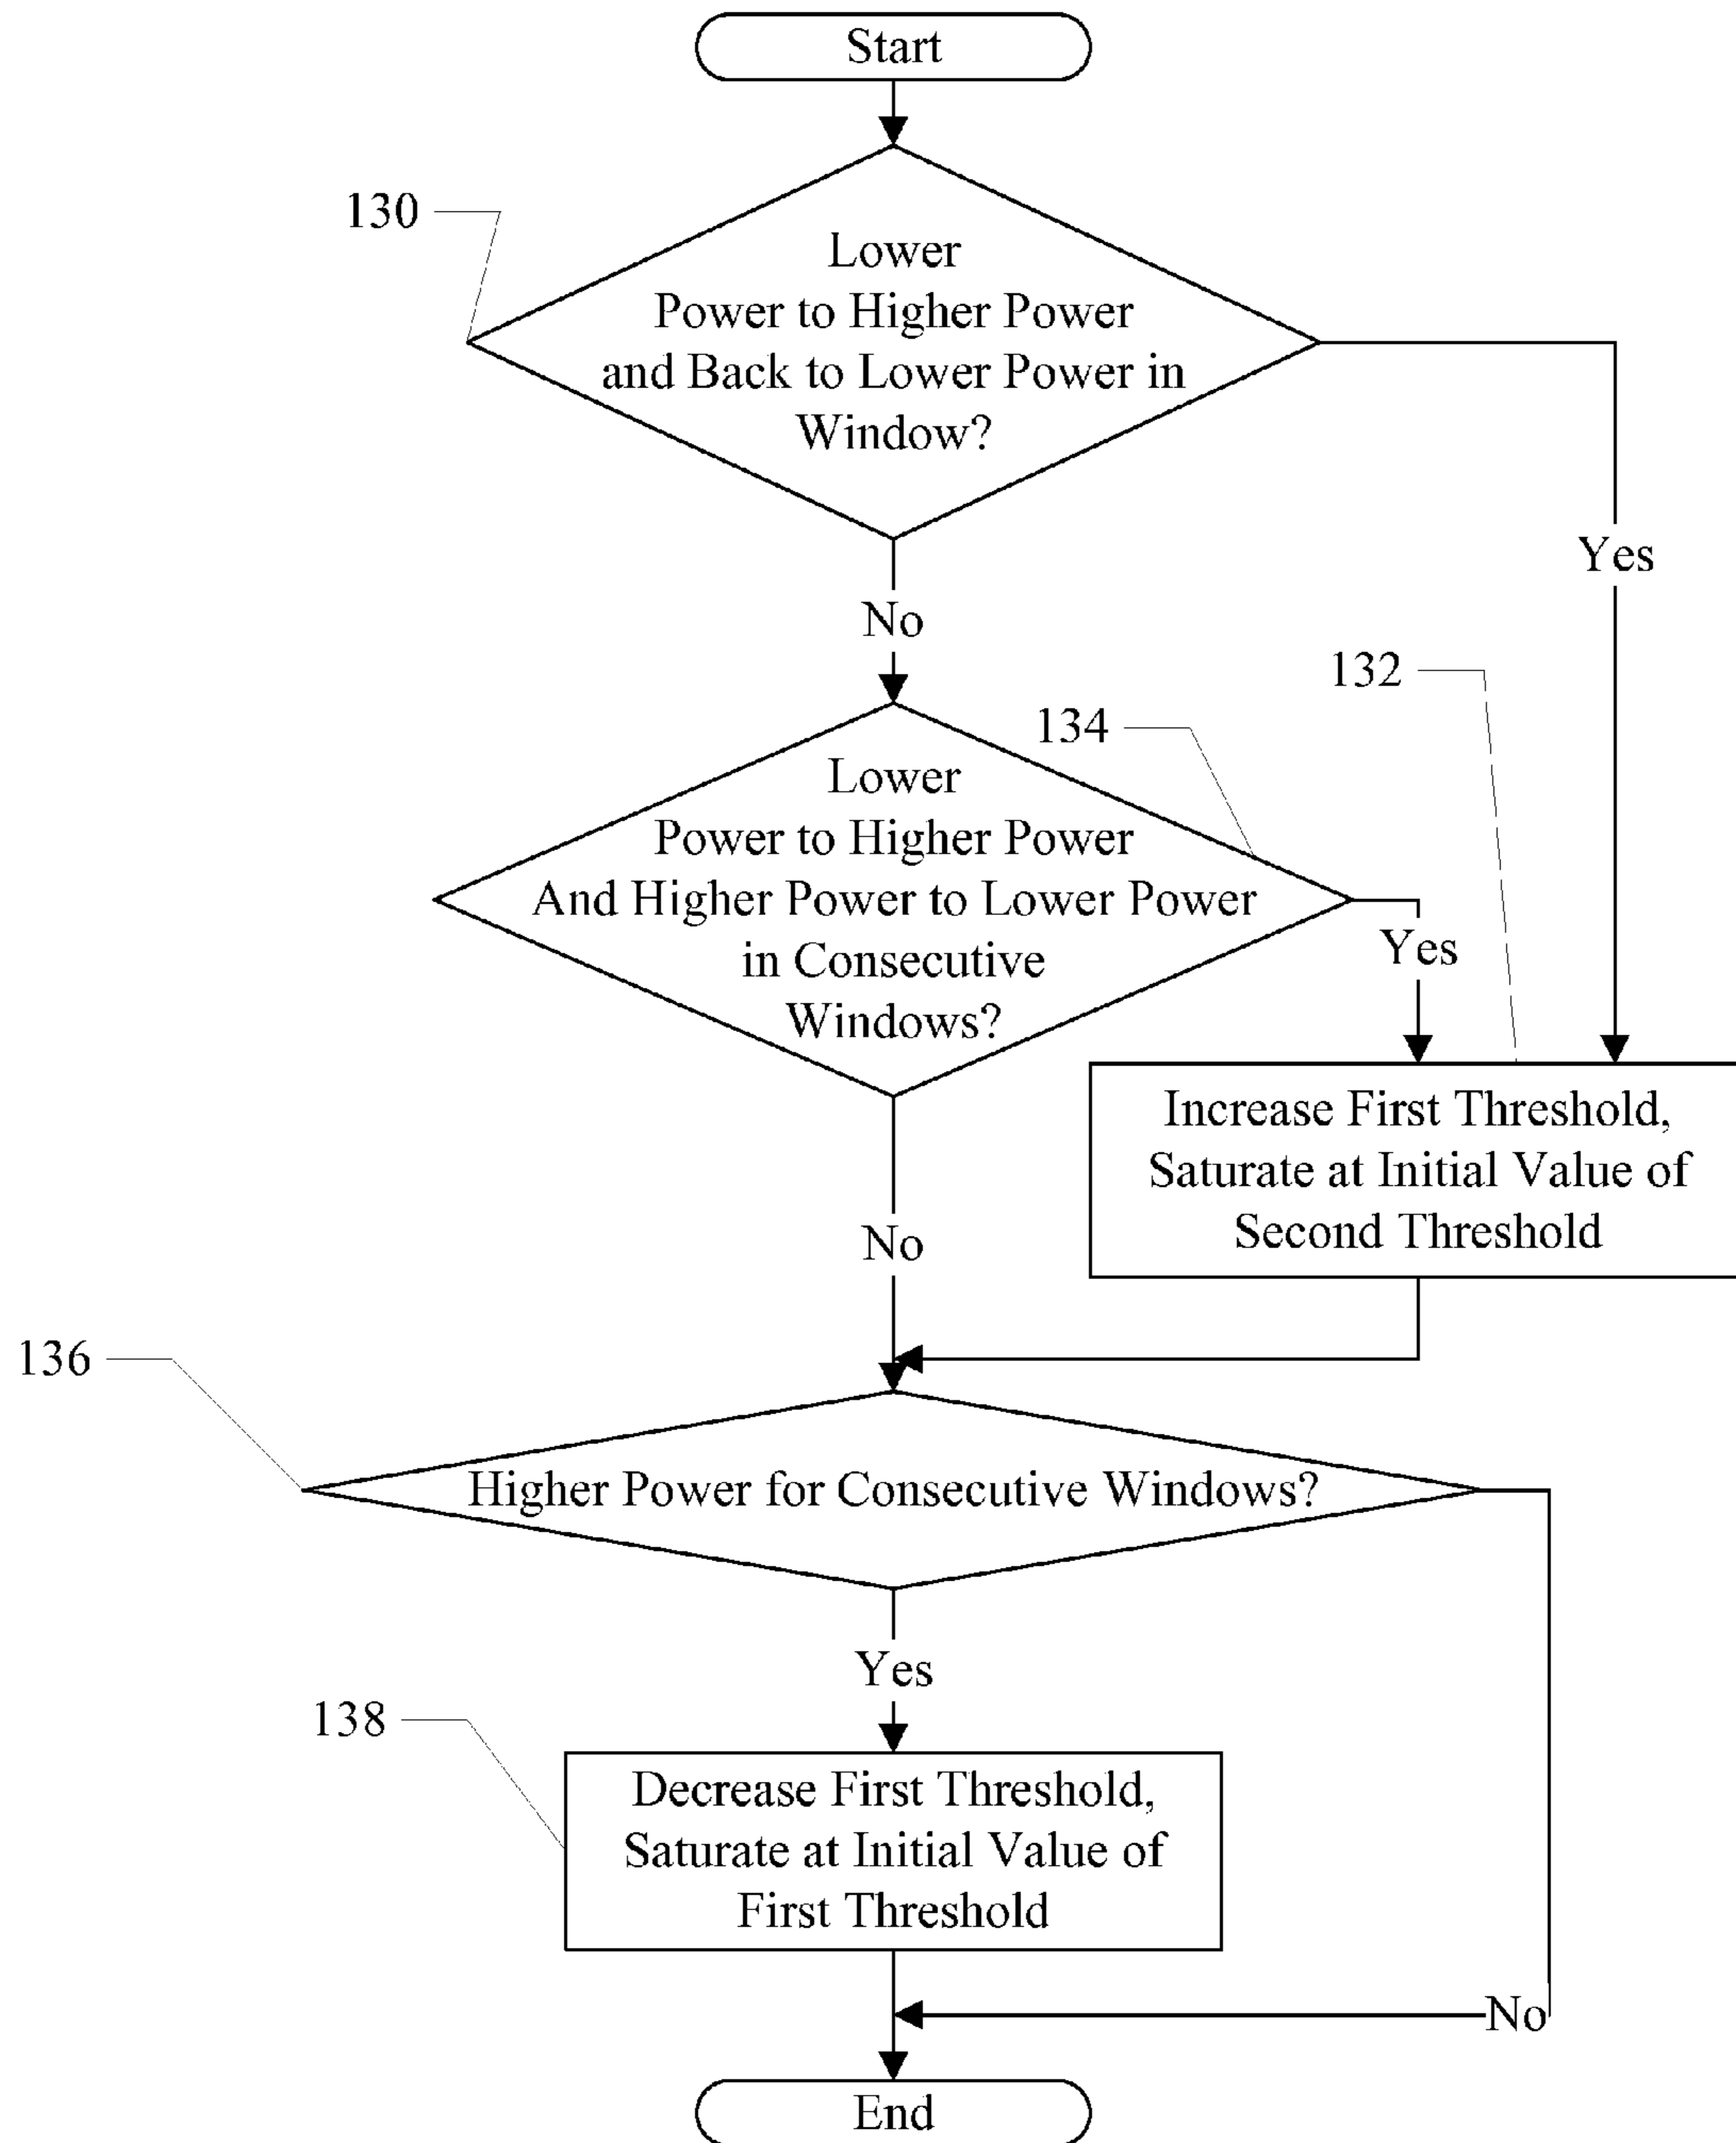 Start
130
Lower
Power to Higher Power
and Back to Lower Power in
Window?
Yes
No
132
134
Lower
Power to Higher Power
And Higher Power to Lower Power
in Consecutive
Windows?
Yes
Increase First Threshold,
Saturate at Initial Value of
Second Threshold
No
136
Higher Power for Consecutive Windows?
Yes
138
Decrease First Threshold,
Saturate at Initial Value of
First Threshold
No
End